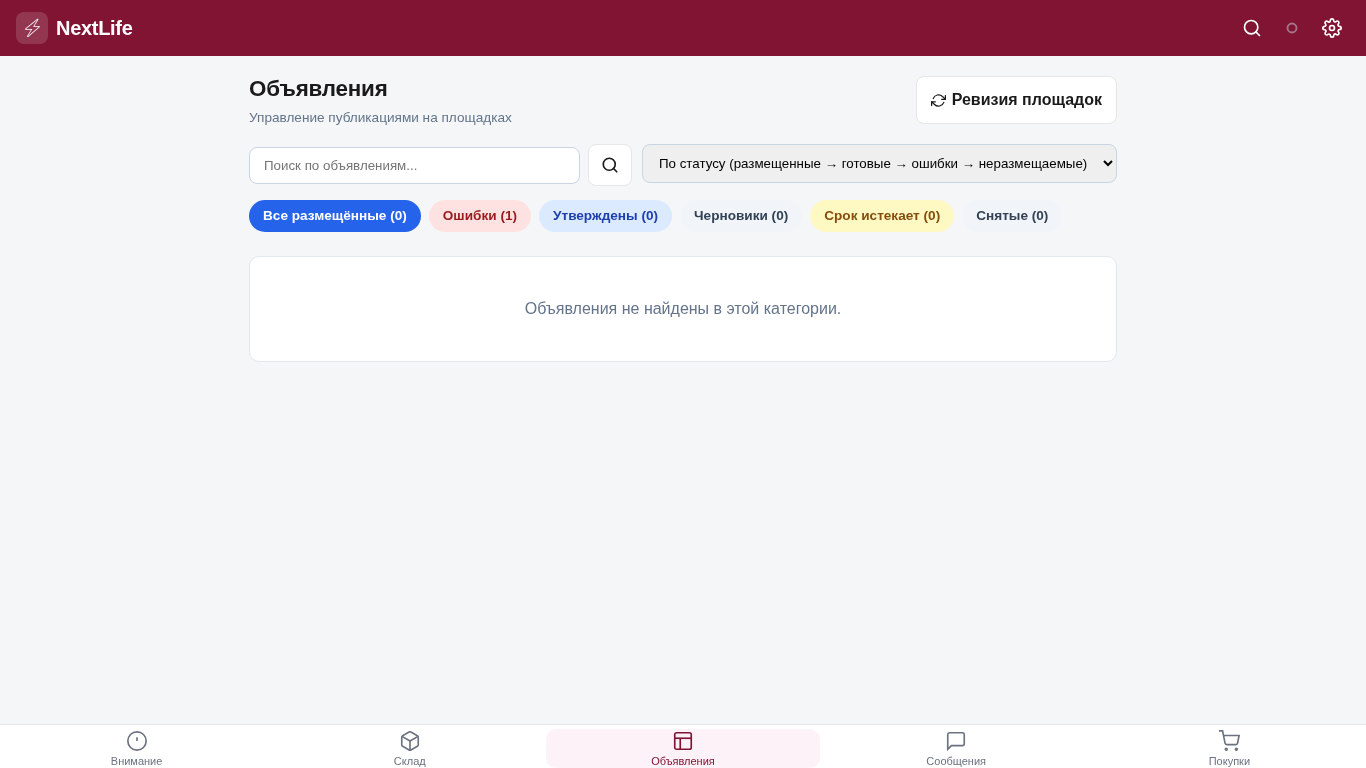 NextLife
Объявления
Управление публикациями на площадках
Ревизия площадок
Поиск по объявлениям...
По статусу (размещенные → готовые → ошибки → неразмещаемые)
Все размещённые (0)
Ошибки (1)
Утверждены (0)
Черновики (0)
Срок истекает (0)
Снятые (0)
Объявления не найдены в этой категории.
Внимание
Склад
Объявления
Сообщения
Покупки